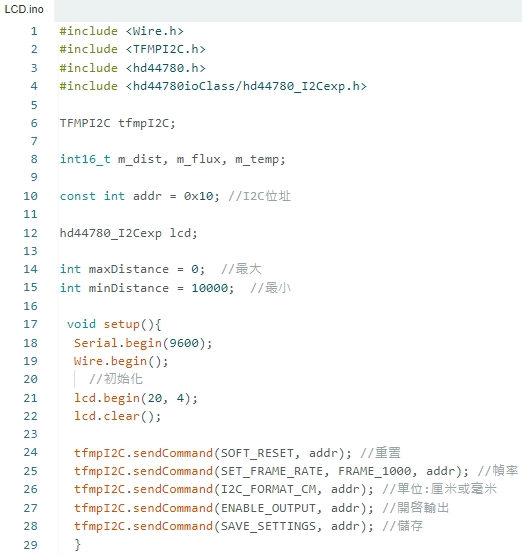 LCD.ino
1 #include <Wire.h>
2 #include <TFMPI2C.h>
3 #include <hd44780.h>
4 #include <hd44780ioClass/hd44780_I2Cexp.h>
5
6 TFMPI2C tfmpI2C;
7
8 int16_t m_dist, m_flux, m_temp;
9
10 const int addr = 0x10; //I2C位址
11
12 hd44780_I2Cexp lcd;
13
14 int maxDistance = 0;  //最大
15 int minDistance = 10000;  //最小
16
17 void setup(){
18 Serial.begin(9600);
19 Wire.begin();
20 //初始化
21 lcd.begin(20, 4);
22 lcd.clear();
23
24 tfmpI2C.sendCommand(SOFT_RESET, addr); //重置
25 tfmpI2C.sendCommand(SET_FRAME_RATE, FRAME_1000, addr); //幀率
26 tfmpI2C.sendCommand(I2C_FORMAT_CM, addr); //單位:厘米或毫米
27 tfmpI2C.sendCommand(ENABLE_OUTPUT, addr); //開啓輸出
28 tfmpI2C.sendCommand(SAVE_SETTINGS, addr); //儲存
29 }